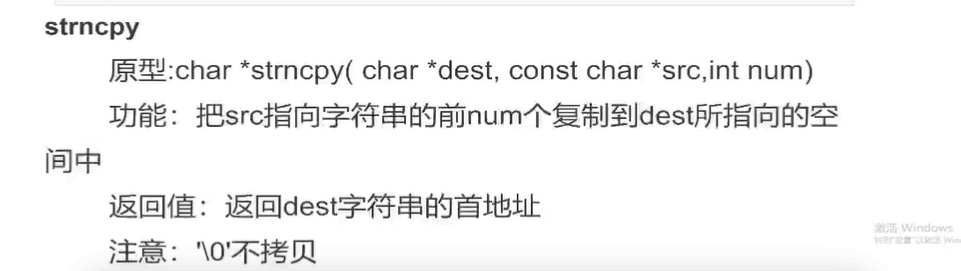 strncpy
原型:char *strncpy( char *dest, const char *src,int num)
功能：把src指向字符串的前num个复制到dest所指向的空
间中
返回值：返回dest字符串的首地址
注意：'\0'不拷贝
激活 Windows
转到"设置"以激活 Win